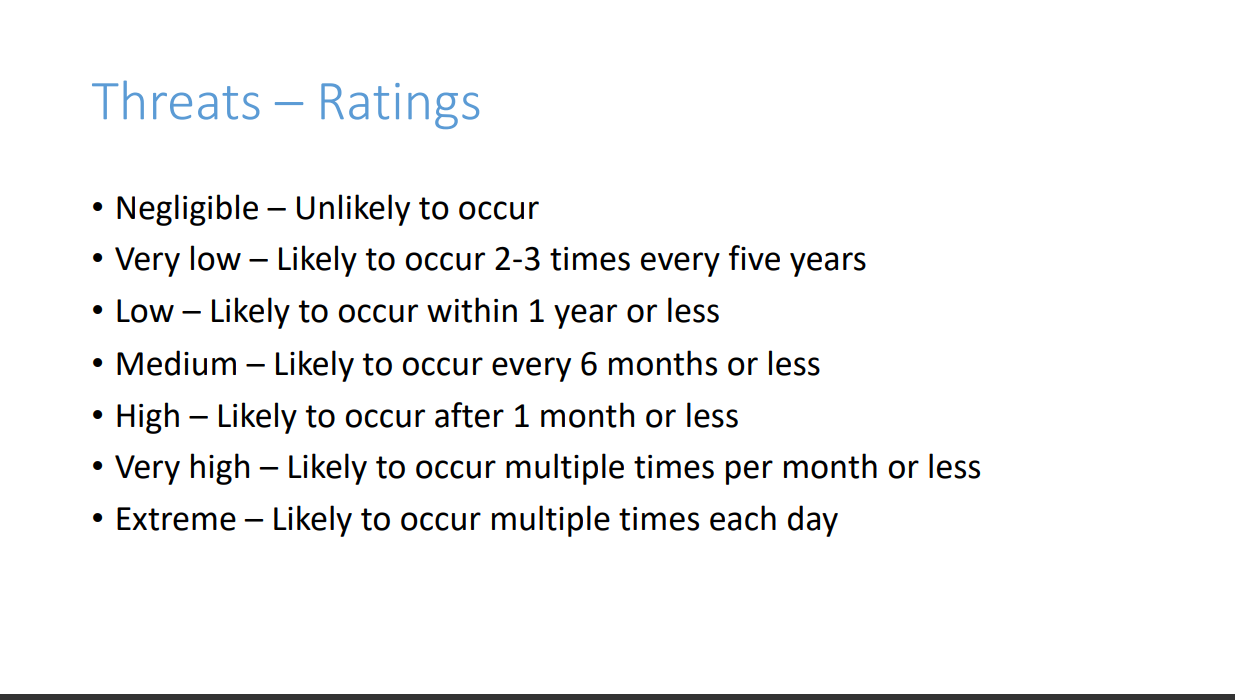 Threats – Ratings
• Negligible – Unlikely to occur
• Very low – Likely to occur 2-3 times every five years
• Low – Likely to occur within 1 year or less
• Medium – Likely to occur every 6 months or less
• High – Likely to occur after 1 month or less
• Very high – Likely to occur multiple times per month or less
• Extreme – Likely to occur multiple times each day